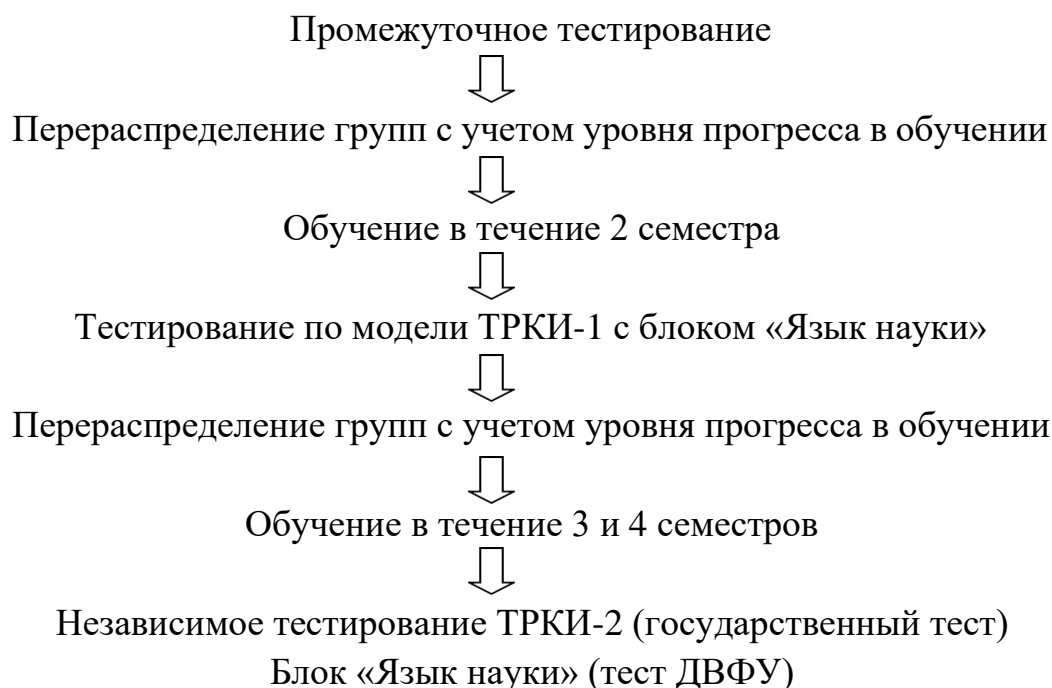 Промежуточное тестирование
Перераспределение групп с учетом уровня прогресса в обучении
Обучение в течение 2 семестра
Тестирование по модели ТРКИ-1 с блоком «Язык науки»
Перераспределение групп с учетом уровня прогресса в обучении
Обучение в течение 3 и 4 семестров
Независимое тестирование ТРКИ-2 (государственный тест)
Блок «Язык науки» (тест ДВФУ)